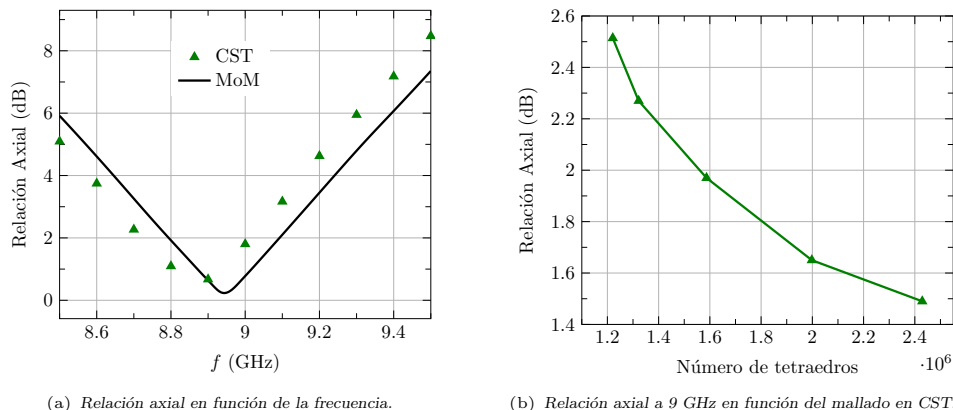 Relación Axial (dB)
8
6
4
2
0
CST
MoM
8.6 8.8 9 9.2 9.4
f (GHz)
(a) Relación axial en función de la frecuencia.
Relación Axial (dB)
2.6
2.4
2.2
2
1.8
1.6
1.4
1.2 1.4 1.6 1.8 2 2.2 2.4
·10⁶
Número de tetraedros
(b) Relación axial a 9 GHz en función del mallado en CST.